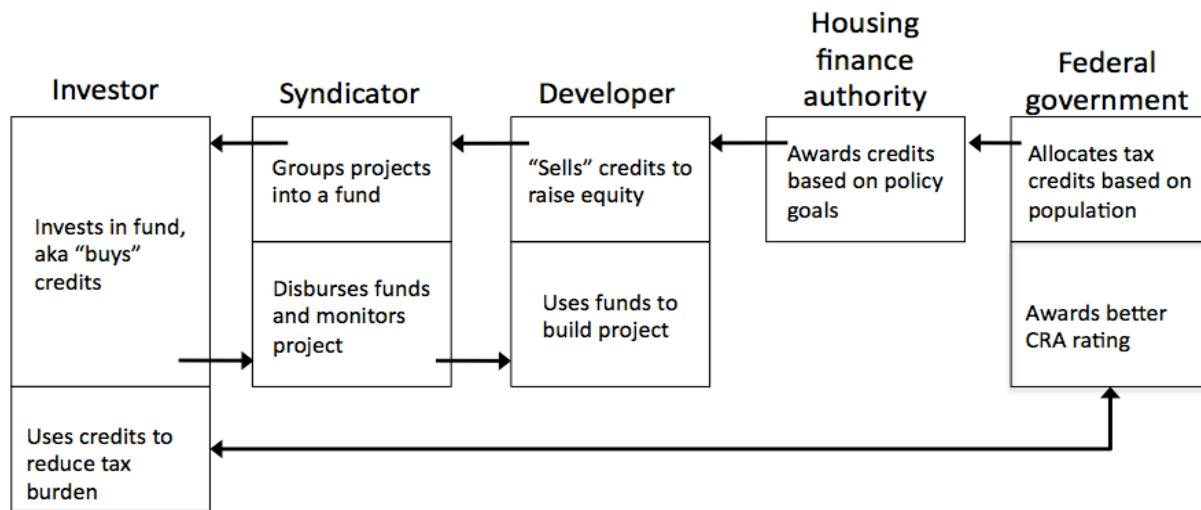 Investor
Invests in fund,
aka “buys”
credits
Uses credits to
reduce tax
burden
Syndicator
Groups projects
into a fund
Disburses funds
and monitors
project
Developer
“Sells” credits to
raise equity
Uses funds to
build project
Housing
finance
authority
Awards credits
based on policy
goals
Federal
government
Allocates tax
credits based on
population
Awards better
CRA rating